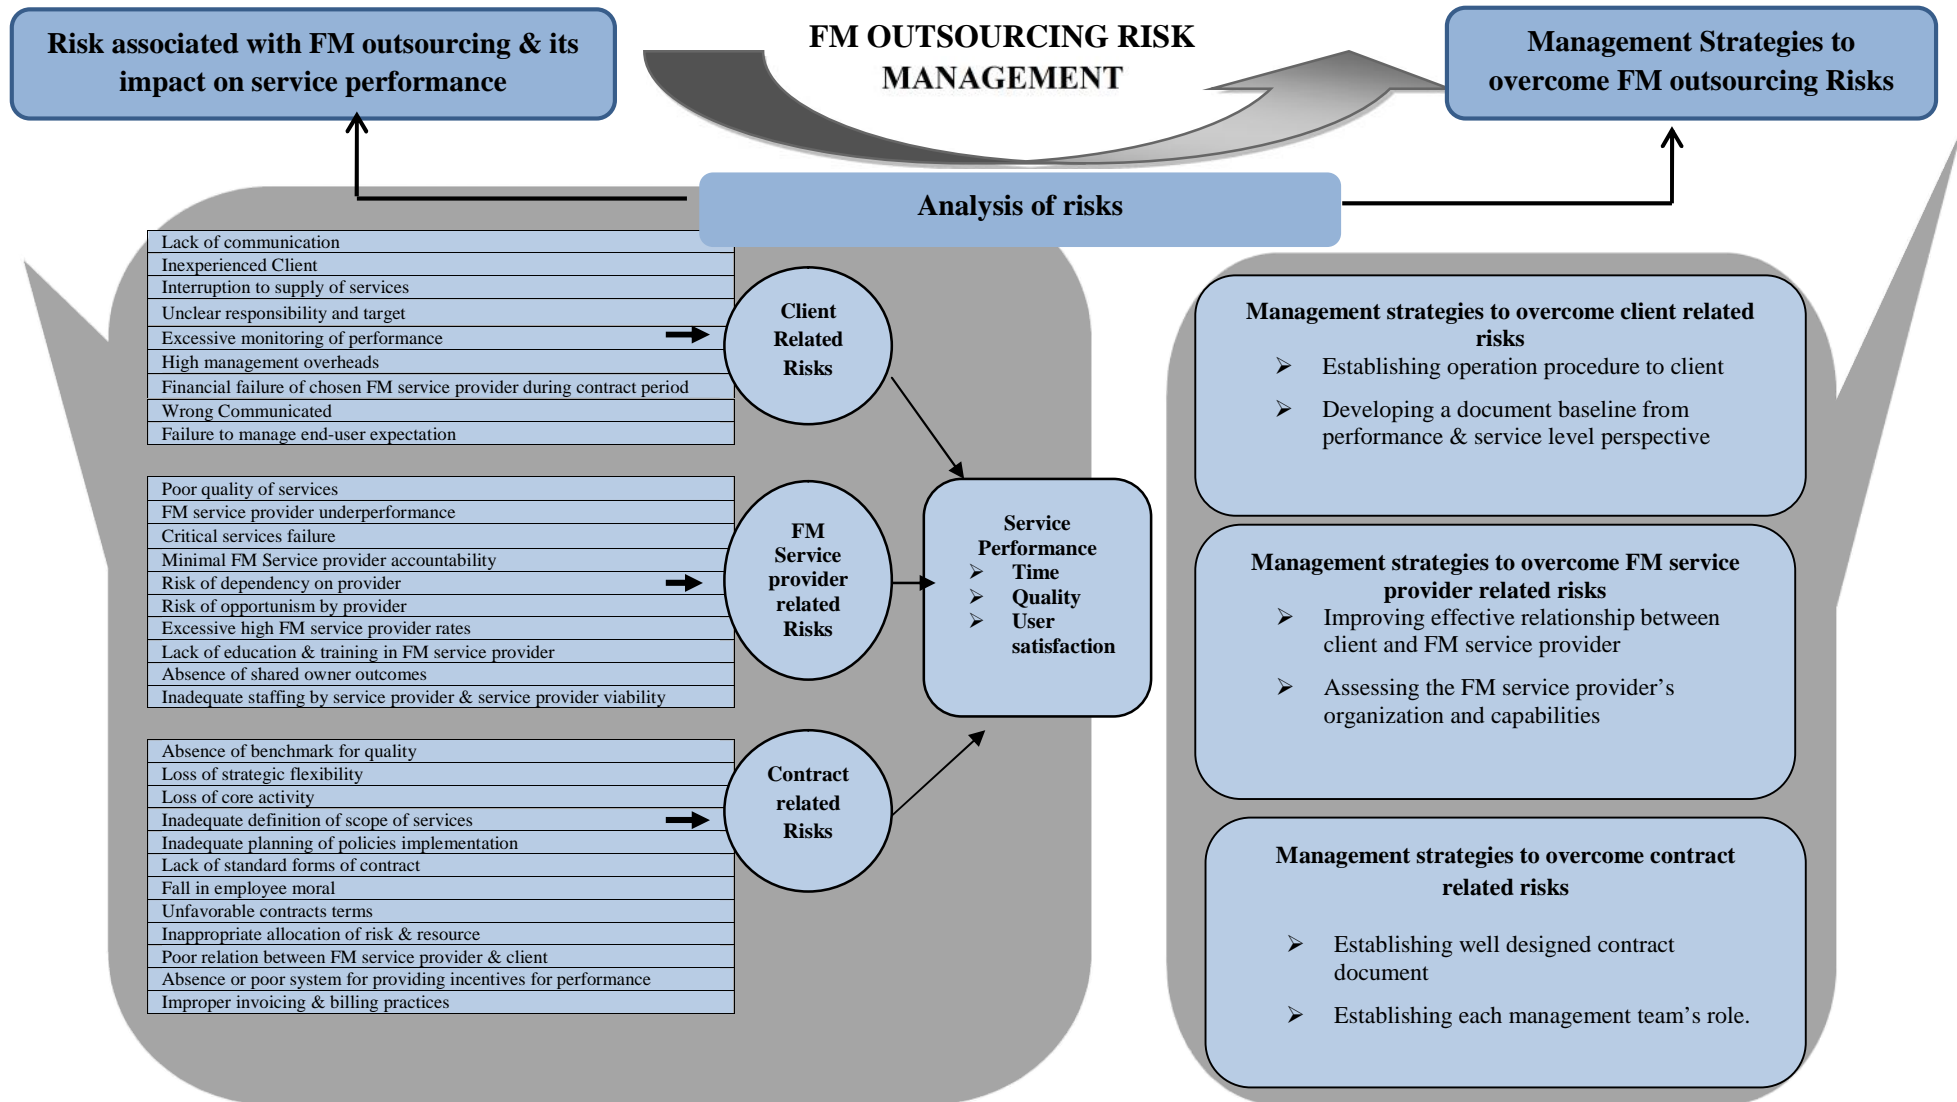 Risk associated with FM outsourcing & its
impact on service performance
FM OUTSOURCING RISK
MANAGEMENT
Management Strategies to
overcome FM outsourcing Risks
Analysis of risks
Lack of communication
Inexperienced Client
Interruption to supply of services
Unclear responsibility and target
Excessive monitoring of performance
High management overheads
Financial failure of chosen FM service provider during contract period
Wrong Communicated
Failure to manage end-user expectation
Client
Related
Risks
Poor quality of services
FM service provider underperformance
Critical services failure
Minimal FM Service provider accountability
Risk of dependency on provider
Risk of opportunism by provider
Excessive high FM service provider rates
Lack of education & training in FM service provider
Absence of shared owner outcomes
Inadequate staffing by service provider & service provider viability
FM
Service
provider
related
Risks
Absence of benchmark for quality
Loss of strategic flexibility
Loss of core activity
Inadequate definition of scope of services
Inadequate planning of policies implementation
Lack of standard forms of contract
Fall in employee moral
Unfavorable contracts terms
Inappropriate allocation of risk & resource
Poor relation between FM service provider & client
Absence or poor system for providing incentives for performance
Improper invoicing & billing practices
Contract
related
Risks
Service
Performance
➢ Time
➢ Quality
➢ User
satisfaction
Management strategies to overcome client related
risks
➢ Establishing operation procedure to client
➢ Developing a document baseline from
performance & service level perspective
Management strategies to overcome FM service
provider related risks
➢ Improving effective relationship between
client and FM service provider
➢ Assessing the FM service provider’s
organization and capabilities
Management strategies to overcome contract
related risks
➢ Establishing well designed contract
document
➢ Establishing each management team’s role.